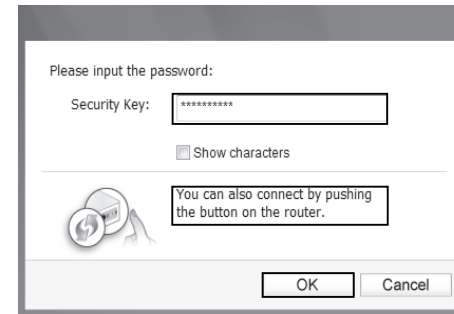 Please input the password:
Security Key:
**********
Show characters
You can also connect by pushing
the button on the router.
OK
Cancel